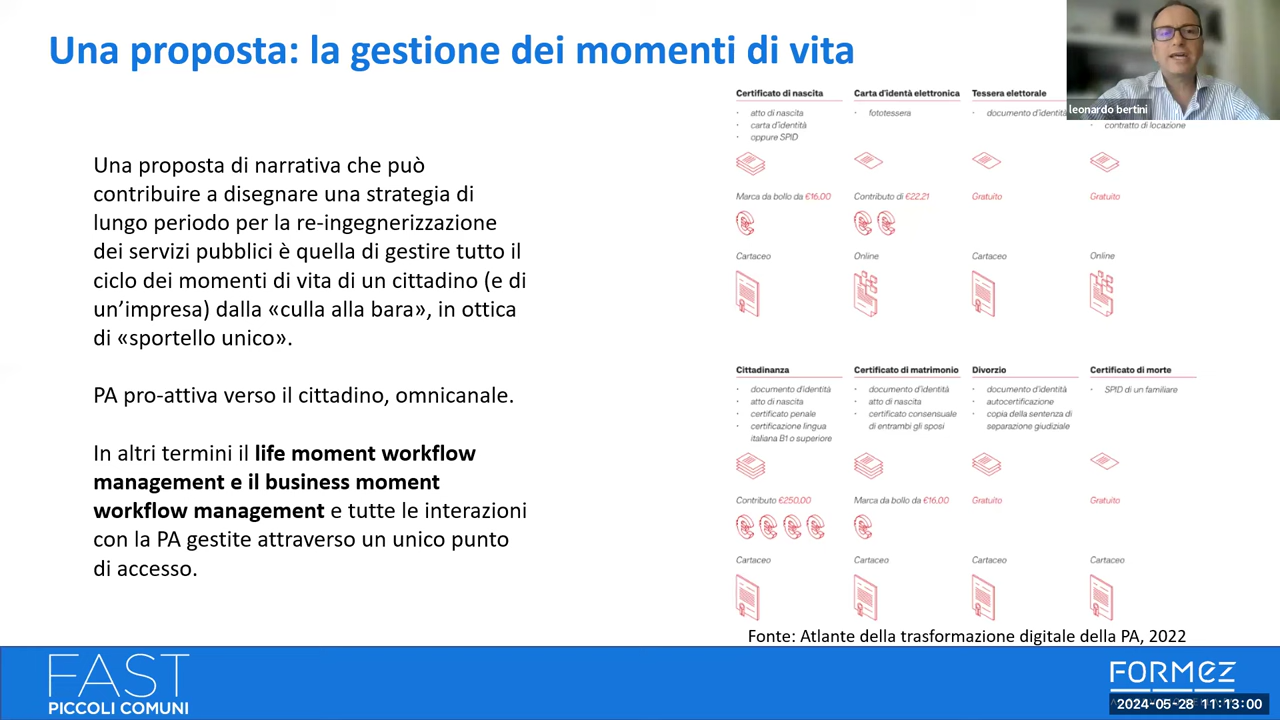 Una proposta: la gestione dei momenti di vita
leonardo bertini
Una proposta di narrativa che può
contribuire a disegnare una strategia di
lungo periodo per la re-ingegnerizzazione
dei servizi pubblici è quella di gestire tutto il
ciclo dei momenti di vita di un cittadino (e di
un’impresa) dalla «culla alla bara», in ottica
di «sportello unico».
PA pro-attiva verso il cittadino, omnicanale.
In altri termini il life moment workflow
management e il business moment
workflow management e tutte le interazioni
con la PA gestite attraverso un unico punto
di accesso.
Certificato di nascita
• atto di nascita
• carta d'identità
• oppure SPID
Marca da bollo da €16,00
Cartaceo
Carta d'identà elettronica
• fototessera
Contributo di €22,21
Online
Tessera elettorale
• documento d'identità
Gratuito
Cartaceo
• contratto di locazione
Gratuito
Online
Cittadinanza
• documento d'identità
• atto di nascita
• certificato penale
• certificazione lingua
italiana B1 o superiore
Contributo €250,00
Cartaceo
Certificato di matrimonio
• documento d'identità
• atto di nascita
• certificato consensuale
di entrambi gli sposi
Marca da bollo da €16,00
Cartaceo
Divorzio
• documento d'identità
• autocertificazione
• copia della sentenza di
separazione giudiziale
Gratuito
Cartaceo
Certificato di morte
• SPID di un familiare
Gratuito
Cartaceo
Fonte: Atlante della trasformazione digitale della PA, 2022
FAST
PICCOLI COMUNI
FORMEZ
2024-05-28 11:13:00